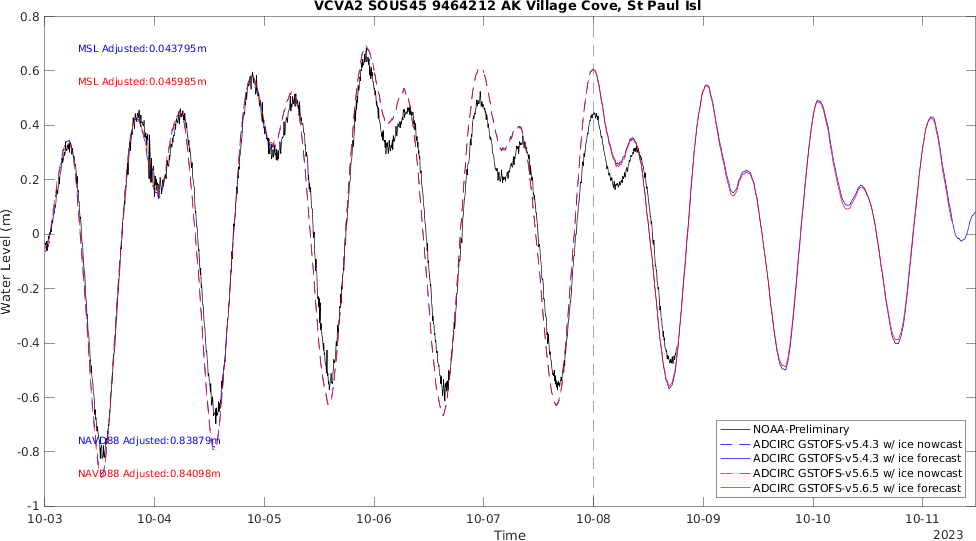 VCVA2 SOUS45 9464212 AK Village Cove, St Paul Isl
0.8
MSL Adjusted:0.043795m
0.6
MSL Adjusted:0.045985m
0.4
0.2
0
Water Level (m)
-0.2
-0.4
-0.6
NAVD88 Adjusted:0.83879m
-0.8
NAVD88 Adjusted:0.84098m
-1
NOAA-Preliminary
ADCIRC GSTOFS-v5.4.3 w/ ice nowcast
ADCIRC GSTOFS-v5.4.3 w/ ice forecast
ADCIRC GSTOFS-v5.6.5 w/ ice nowcast
ADCIRC GSTOFS-v5.6.5 w/ ice forecast
10-03 10-04 10-05 10-06 10-07 10-08 10-09 10-10 10-11
Time
2023